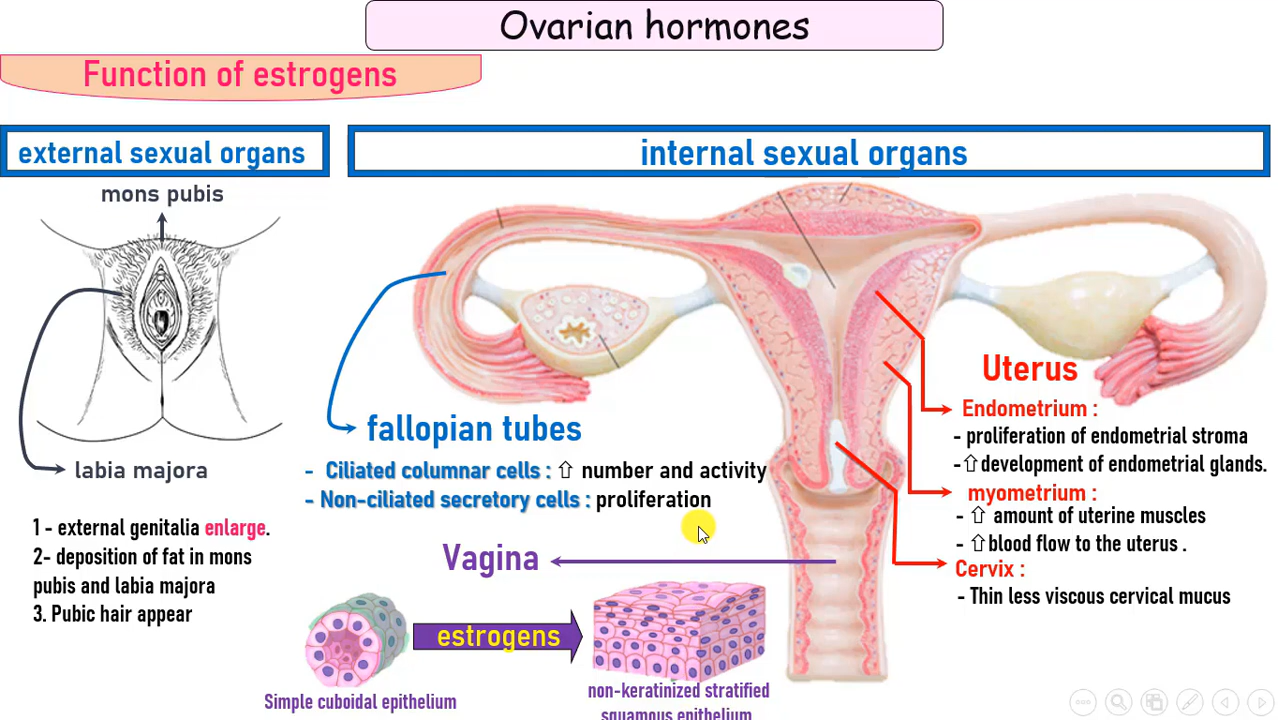 Ovarian hormones
Function of estrogens
external sexual organs
mons pubis
labia majora
1 - external genitalia enlarge.
2- deposition of fat in mons
pubis and labia majora
3. Pubic hair appear
internal sexual organs
fallopian tubes
- Ciliated columnar cells : ⇧ number and activity
- Non-ciliated secretory cells : proliferation
Uterus
Endometrium :
- proliferation of endometrial stroma
-⇧development of endometrial glands.
myometrium :
- ⇧ amount of uterine muscles
- ⇧blood flow to the uterus .
Cervix :
- Thin less viscous cervical mucus
Vagina
estrogens
Simple cuboidal epithelium
non-keratinized stratified
squamous epithelium